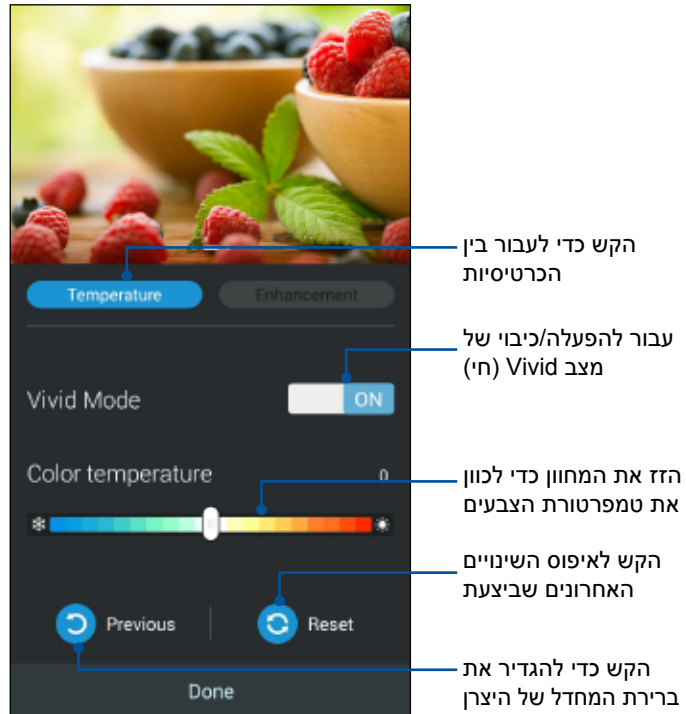 הקש כדי לעבור בין
הכרטיסיות
Temperature
Enhancement
עבור להפעלה/כיבוי של
מצב Vivid (חי)
Vivid Mode
ON
הזז את המחוון כדי לכוון
את טמפרטורת הצבעים
Color temperature
0
הקש לאיפוס השינויים
האחרונים שביצעת
Previous
Reset
הקש כדי להגדיר את
ברירת המחדל של היצרן
Done